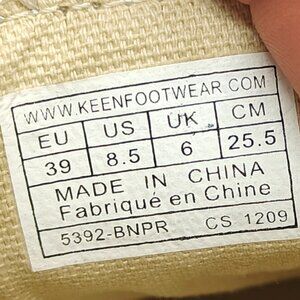 WWW.KEENFOOTWEAR.COM
EU US UK CM
39 8.5 6 25.5
MADE IN CHINA
Fabriqué en Chine
5392-BNPR CS 1209